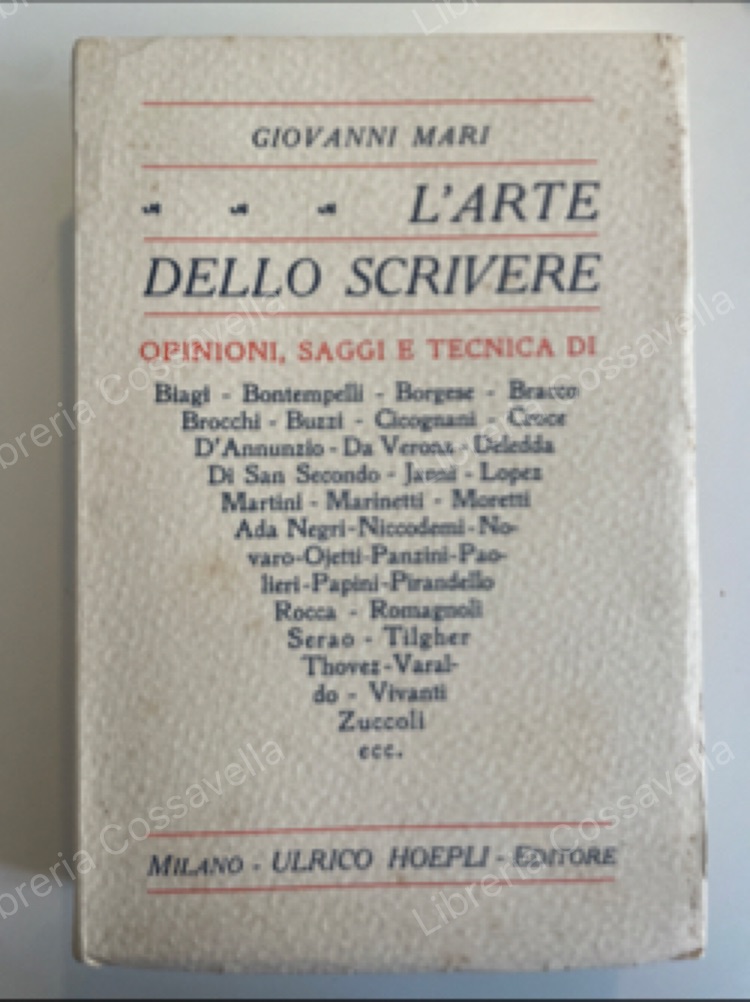 GIOVANNI MARI
L'ARTE
DELLO SCRIVERE
OPINIONI, SAGGI E TECNICA DI
Biagi - Bontempelli - Borgese - Bracco
Brocchi - Buzzi - Cicognani - Croce
D'Annunzio - Da Verona - Deledda
Di San Secondo - Janni - Lopez
Martini - Marinetti - Moretti
Ada Negri-Niccodemi-No-
varo-Ojetti-Panzini-Pao-
lieri-Papini-Pirandello
Rocca - Romagnoli
Serao - Tilgher
Thovez-Varal-
do - Vivanti
Zuccoli
ecc.
MILANO - ULRICO HOEPLI - EDITORE
Libreria Cossavella